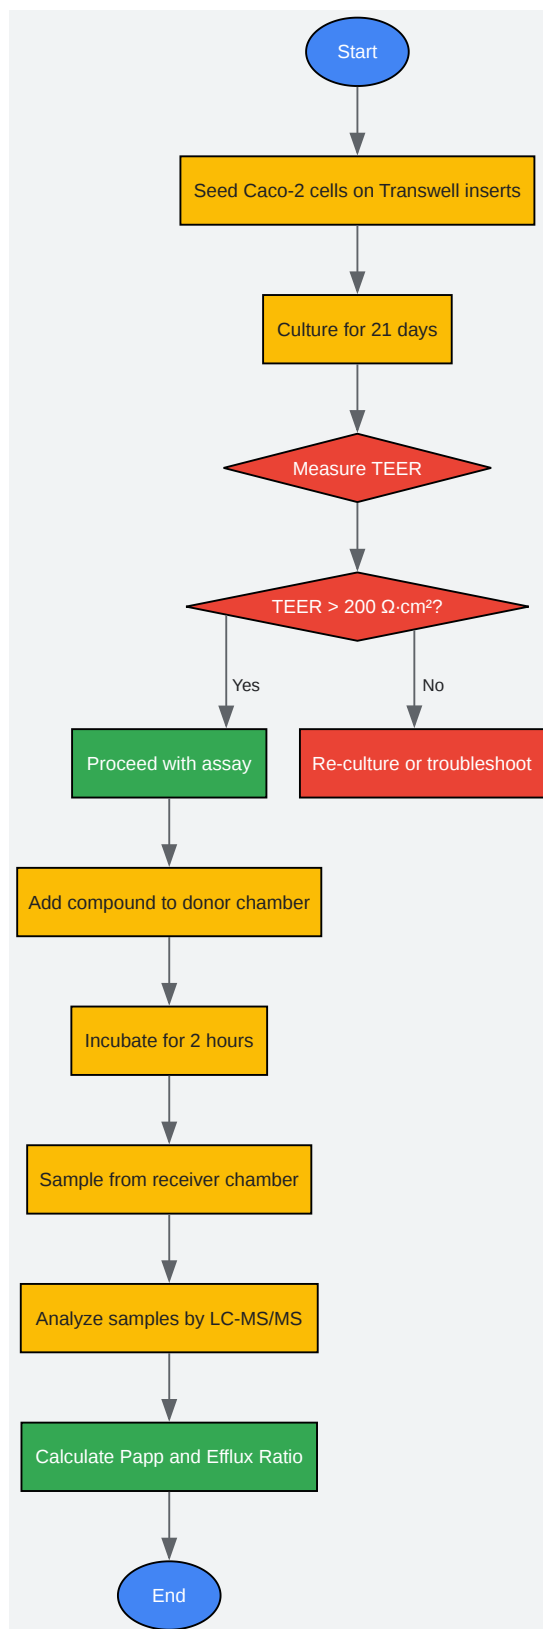 Start
Seed Caco-2 cells on Transwell inserts
Culture for 21 days
Measure TEER
TEER > 200 Ω·cm²?
Yes
No
Proceed with assay
Re-culture or troubleshoot
Add compound to donor chamber
Incubate for 2 hours
Sample from receiver chamber
Analyze samples by LC-MS/MS
Calculate Papp and Efflux Ratio
End